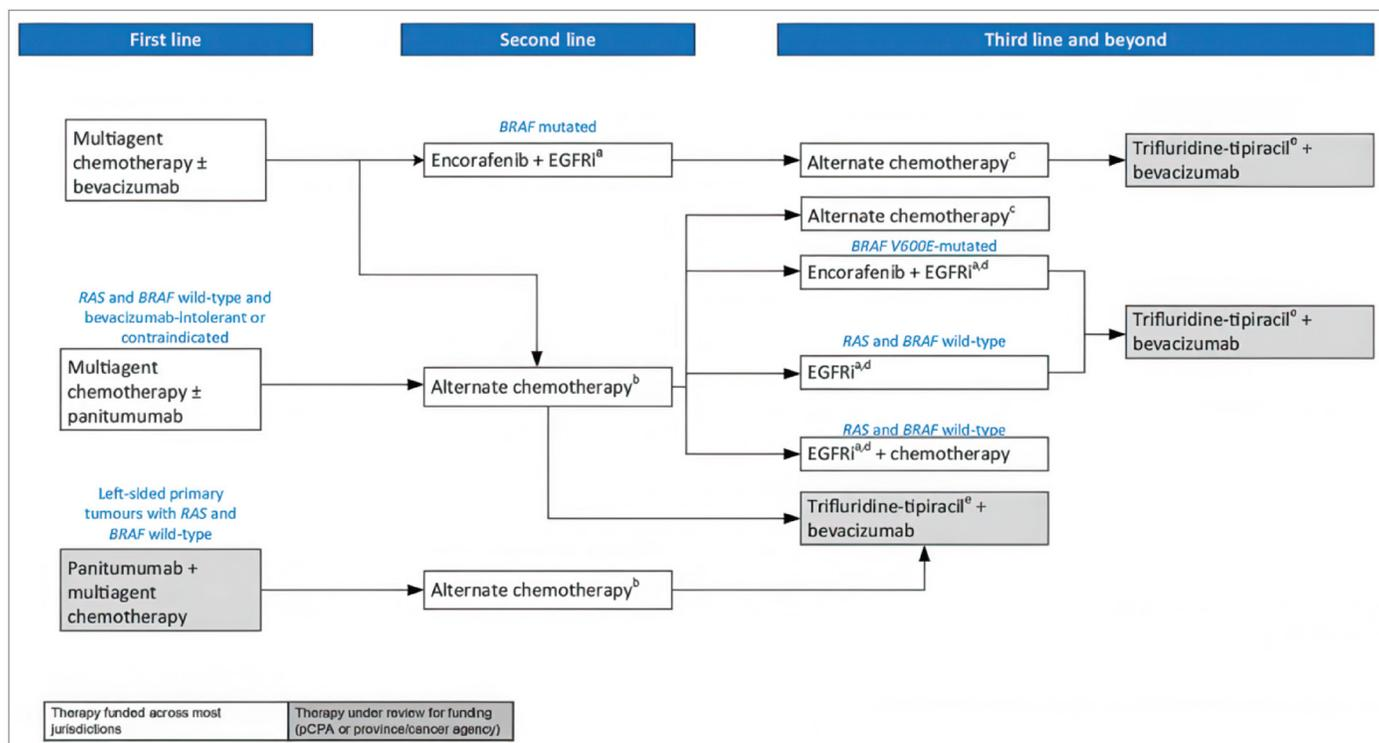 First line
Second line
Third line and beyond
Multiagent
chemotherapy ±
bevacizumab
BRAF mutated
Encorafenib + EGFRiᵃ
Alternate chemotherapyᶜ
Trifluridine-tipiracilᵉ +
bevacizumab
Alternate chemotherapyᶜ
BRAF V600E-mutated
Encorafenib + EGFRiᵃ,ᵈ
Trifluridine-tipiracilᵉ +
bevacizumab
RAS and BRAF wild-type and
bevacizumab-intolerant or
contraindicated
Multiagent
chemotherapy ±
panitumumab
Alternate chemotherapyᵇ
RAS and BRAF wild-type
EGFRiᵃ,ᵈ
RAS and BRAF wild-type
EGFRiᵃ,ᵈ + chemotherapy
Trifluridine-tipiracilᵉ +
bevacizumab
Left-sided primary
tumours with RAS and
BRAF wild-type
Panitumumab +
multiagent
chemotherapy
Alternate chemotherapyᵇ
Therapy funded across most
jurisdictions
Therapy under review for funding
(pCPA or province/cancer agency)